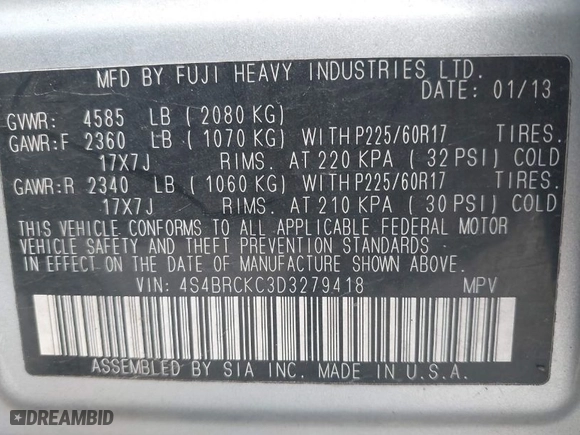 MFD BY FUJI HEAVY INDUSTRIES LTD.
DATE: 01/13
GVWR: 4585 LB ( 2080 KG)
GAWR:F 2360 LB ( 1070 KG) WITH P225/60R17 TIRES.
17X7J RIMS. AT 220 KPA ( 32 PSI) COLD
GAWR:R 2340 LB ( 1060 KG) WITH P225/60R17 TIRES.
17X7J RIMS. AT 210 KPA ( 30 PSI) COLD
THIS VEHICLE CONFORMS TO ALL APPLICABLE FEDERAL MOTOR
VEHICLE SAFETY AND THEFT PREVENTION STANDARDS
IN EFFECT ON THE DATE OF MANUFACTURE SHOWN ABOVE.
VIN: 4S4BRCKC3D3279418 MPV
ASSEMBLED BY SIA INC. MADE IN U.S.A.
DREAMBID